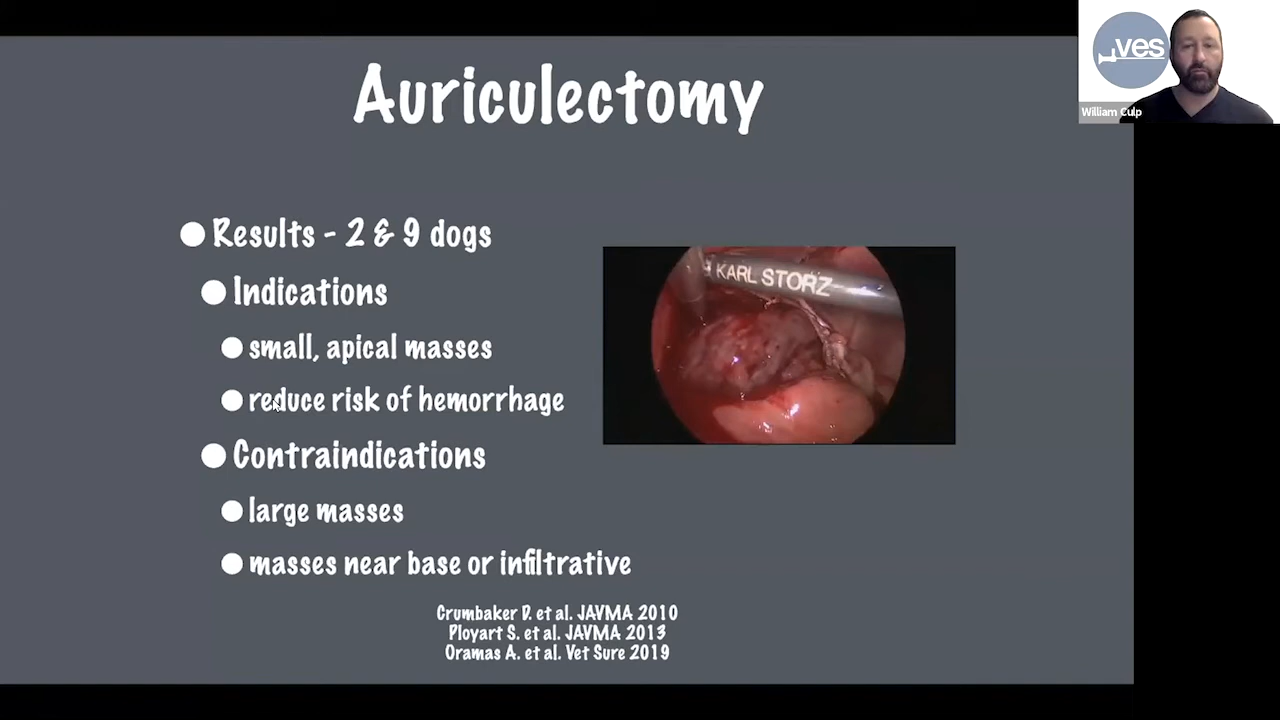 Auriculectomy
Results - 2 & 9 dogs
Indications
small, apical masses
reduce risk of hemorrhage
Contraindications
large masses
masses near base or infiltrative
Crumbaker D. et al. JAVMA 2010
Ployart S. et al. JAVMA 2013
Oramas A. et al. Vet Sure 2019
KARL STORZ
ves
William Culp